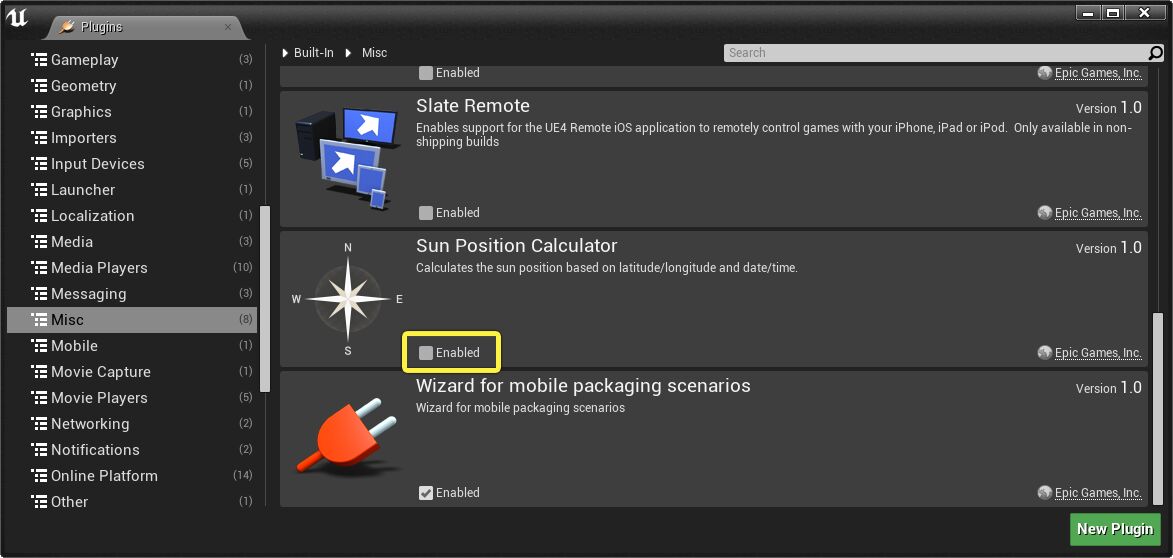 Plugins
Gameplay (3)
Geometry (1)
Graphics (1)
Importers (3)
Input Devices (5)
Launcher (1)
Localization (1)
Media (3)
Media Players (10)
Messaging (3)
Misc (8)
Mobile (1)
Movie Capture (1)
Movie Players (5)
Networking (2)
Notifications (2)
Online Platform (14)
Other (1)
Built-In Misc
Search
Enabled Epic Games, Inc.
Slate Remote Version 1.0
Enables support for the UE4 Remote iOS application to remotely control games with your iPhone, iPad or iPod. Only available in non-
shipping builds
Enabled Epic Games, Inc.
N
W E
S
Sun Position Calculator Version 1.0
Calculates the sun position based on latitude/longitude and date/time.
Enabled Epic Games, Inc.
Wizard for mobile packaging scenarios Version 1.0
Wizard for mobile packaging scenarios
Enabled Epic Games, Inc.
New Plugin